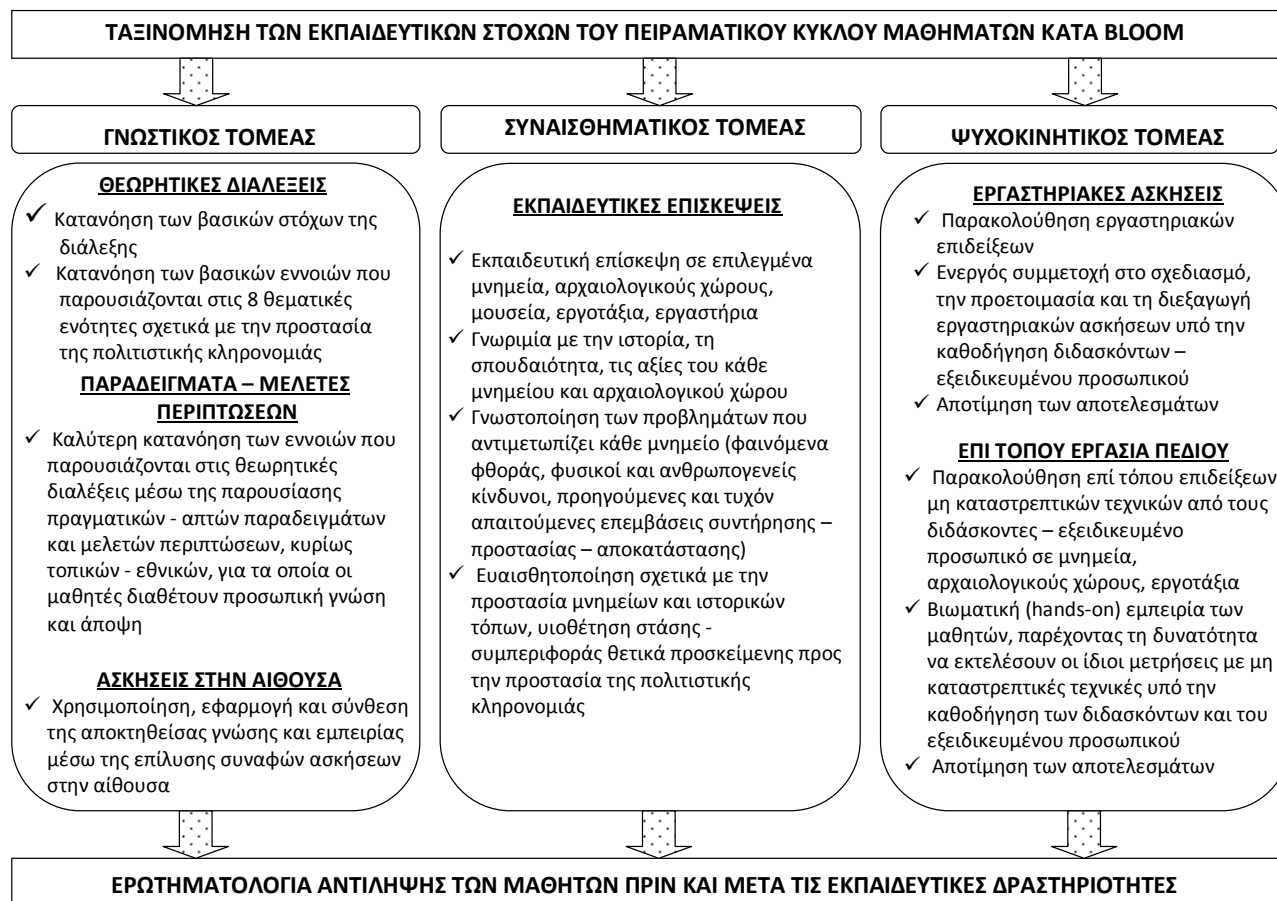 ΤΑΞΙΝΟΜΗΣΗ ΤΩΝ ΕΚΠΑΙΔΕΥΤΙΚΩΝ ΣΤΟΧΩΝ ΤΟΥ ΠΕΙΡΑΜΑΤΙΚΟΥ ΚΥΚΛΟΥ ΜΑΘΗΜΑΤΩΝ ΚΑΤΑ BLOOM
ΓΝΩΣΤΙΚΟΣ ΤΟΜΕΑΣ
ΘΕΩΡΗΤΙΚΕΣ ΔΙΑΛΕΞΕΙΣ
✓ Κατανόηση των βασικών στόχων της
διάλεξης
✓ Κατανόηση των βασικών εννοιών που
παρουσιάζονται στις 8 θεματικές
ενότητες σχετικά με την προστασία
της πολιτιστικής κληρονομιάς
ΠΑΡΑΔΕΙΓΜΑΤΑ – ΜΕΛΕΤΕΣ
ΠΕΡΙΠΤΩΣΕΩΝ
✓ Καλύτερη κατανόηση των εννοιών που
παρουσιάζονται στις θεωρητικές
διαλέξεις μέσω της παρουσίασης
πραγματικών - απτών παραδειγμάτων
και μελετών περιπτώσεων, κυρίως
τοπικών - εθνικών, για τα οποία οι
μαθητές διαθέτουν προσωπική γνώση
και άποψη
ΑΣΚΗΣΕΙΣ ΣΤΗΝ ΑΙΘΟΥΣΑ
✓ Χρησιμοποίηση, εφαρμογή και σύνθεση
της αποκτηθείσας γνώσης και εμπειρίας
μέσω της επίλυσης συναφών ασκήσεων
στην αίθουσα
ΣΥΝΑΙΣΘΗΜΑΤΙΚΟΣ ΤΟΜΕΑΣ
ΕΚΠΑΙΔΕΥΤΙΚΕΣ ΕΠΙΣΚΕΨΕΙΣ
✓ Εκπαιδευτική επίσκεψη σε επιλεγμένα
μνημεία, αρχαιολογικούς χώρους,
μουσεία, εργοτάξια, εργαστήρια
✓ Γνωριμία με την ιστορία, τη
σπουδαιότητα, τις αξίες του κάθε
μνημείου και αρχαιολογικού χώρου
✓ Γνωστοποίηση των προβλημάτων που
αντιμετωπίζει κάθε μνημείο (φαινόμενα
φθοράς, φυσικοί και ανθρωπογενείς
κίνδυνοι, προηγούμενες και τυχόν
απαιτούμενες επεμβάσεις συντήρησης –
προστασίας – αποκατάστασης)
✓ Ευαισθητοποίηση σχετικά με την
προστασία μνημείων και ιστορικών
τόπων, υιοθέτηση στάσης -
συμπεριφοράς θετικά προσκείμενης προς
την προστασία της πολιτιστικής
κληρονομιάς
ΨΥΧΟΚΙΝΗΤΙΚΟΣ ΤΟΜΕΑΣ
ΕΡΓΑΣΤΗΡΙΑΚΕΣ ΑΣΚΗΣΕΙΣ
✓ Παρακολούθηση εργαστηριακών
επιδείξεων
✓ Ενεργός συμμετοχή στο σχεδιασμό,
την προετοιμασία και τη διεξαγωγή
εργαστηριακών ασκήσεων υπό την
καθοδήγηση διδασκόντων –
εξειδικευμένου προσωπικού
✓ Αποτίμηση των αποτελεσμάτων
ΕΠΙ ΤΟΠΟΥ ΕΡΓΑΣΙΑ ΠΕΔΙΟΥ
✓ Παρακολούθηση επί τόπου επιδείξεων
μη καταστρεπτικών τεχνικών από τους
διδάσκοντες – εξειδικευμένο
προσωπικό σε μνημεία,
αρχαιολογικούς χώρους, εργοτάξια
✓ Βιωματική (hands-on) εμπειρία των
μαθητών, παρέχοντας τη δυνατότητα
να εκτελέσουν οι ίδιοι μετρήσεις με μη
καταστρεπτικές τεχνικές υπό την
καθοδήγηση των διδασκόντων και του
εξειδικευμένου προσωπικού
✓ Αποτίμηση των αποτελεσμάτων
ΕΡΩΤΗΜΑΤΟΛΟΓΙΑ ΑΝΤΙΛΗΨΗΣ ΤΩΝ ΜΑΘΗΤΩΝ ΠΡΙΝ ΚΑΙ ΜΕΤΑ ΤΙΣ ΕΚΠΑΙΔΕΥΤΙΚΕΣ ΔΡΑΣΤΗΡΙΟΤΗΤΕΣ